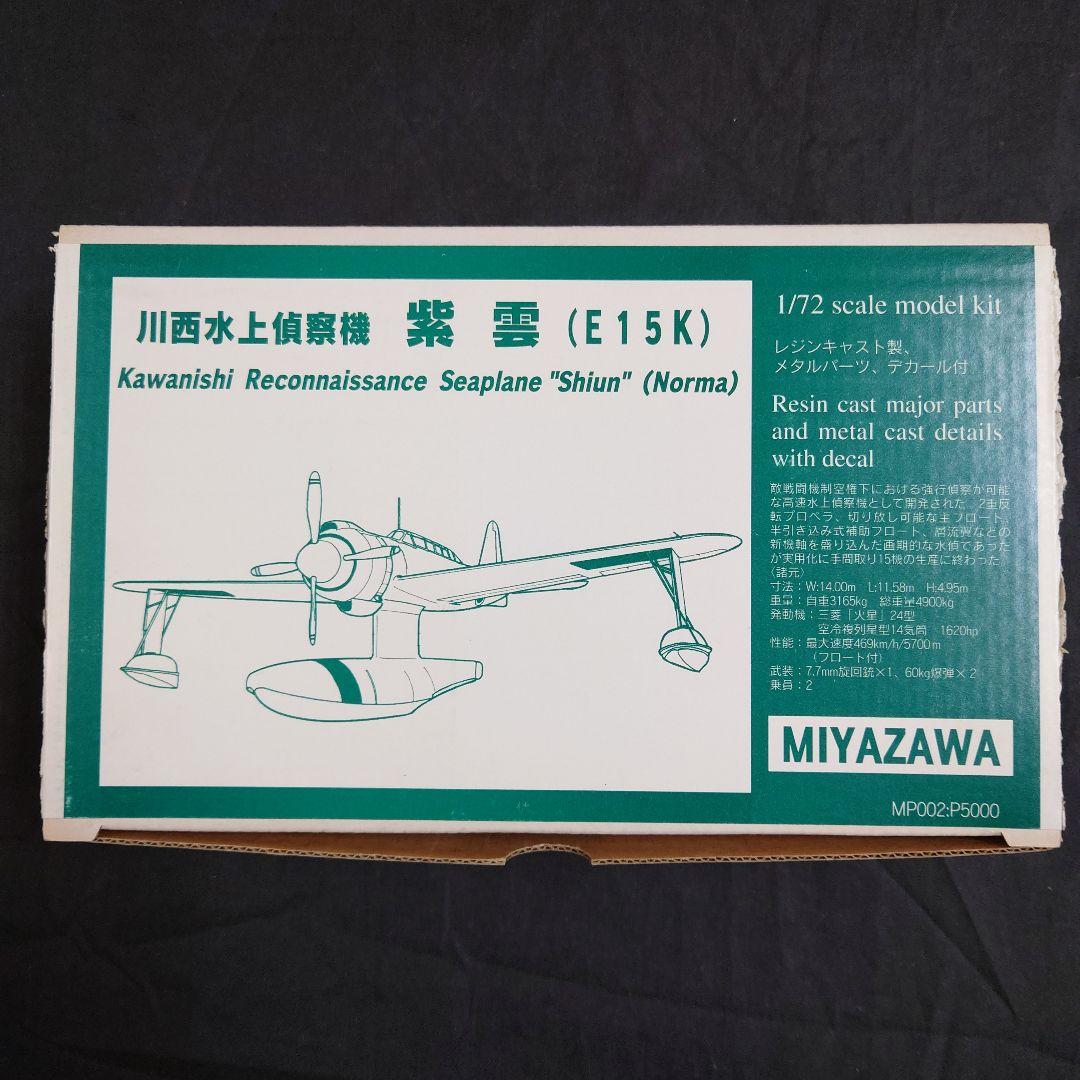 川西水上偵察機 紫雲 (E15K)
Kawanishi Reconnaissance Seaplane "Shiun" (Norma)
1/72 scale model kit
レジンキャスト製、
メタルパーツ、デカール付
Resin cast major parts
and metal cast details
with decal
敵戦闘機制空権下における強行偵察が可能
な高速水上偵察機として開発された。2重反
転プロペラ、切り放し可能な主フロート、
半引き込み式補助フロート、層流翼などの
新機軸を盛り込んだ画期的な水偵であった
が実用化に手間取り15機の生産に終わった。
〈諸元〉
寸法:W:14.00m L:11.58m H:4.95m
重量:自重3165kg 総重量4900kg
発動機:三菱「火星」24型
空冷複列星型14気筒 1620hp
性能:最大速度469km/h/5700m
(フロート付)
武装:7.7mm旋回銃×1、60kg爆弾×2
乗員:2
MIYAZAWA
MP002:P5000